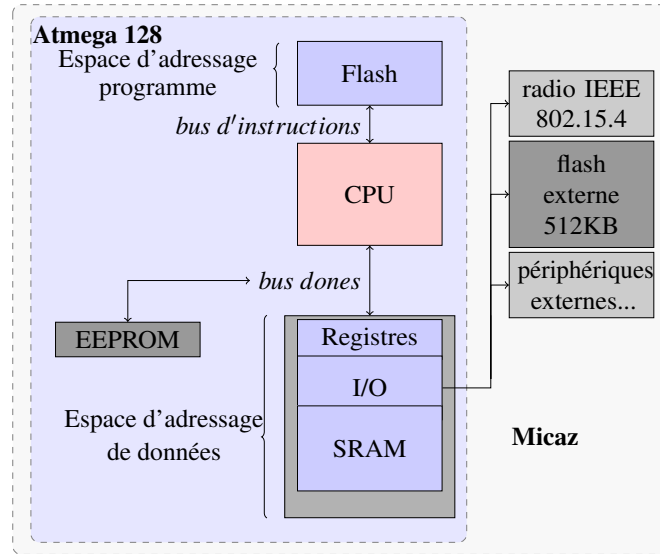 Atmega 128
Espace d'adressage
programme
Flash
bus d'instructions
CPU
bus dones
EEPROM
Registres
I/O
SRAM
Espace d'adressage
de données
radio IEEE
802.15.4
flash
externe
512KB
périphériques
externes...
Micaz